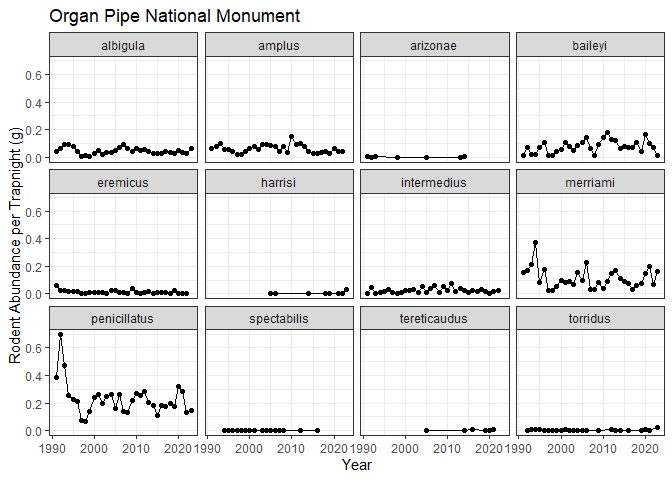 Organ Pipe National Monument
albigula amplus arizonae baileyi
0.6
0.4
0.2
0.0
eremicus harrisi intermedius merriami
0.6
0.4
0.2
0.0
penicillatus spectabilis tereticaudus torridus
0.6
0.4
0.2
0.0
1990 2000 2010 2020 1990 2000 2010 2020 1990 2000 2010 2020 1990 2000 2010 2020
Year
Rodent Abundance per Trapnight (g)